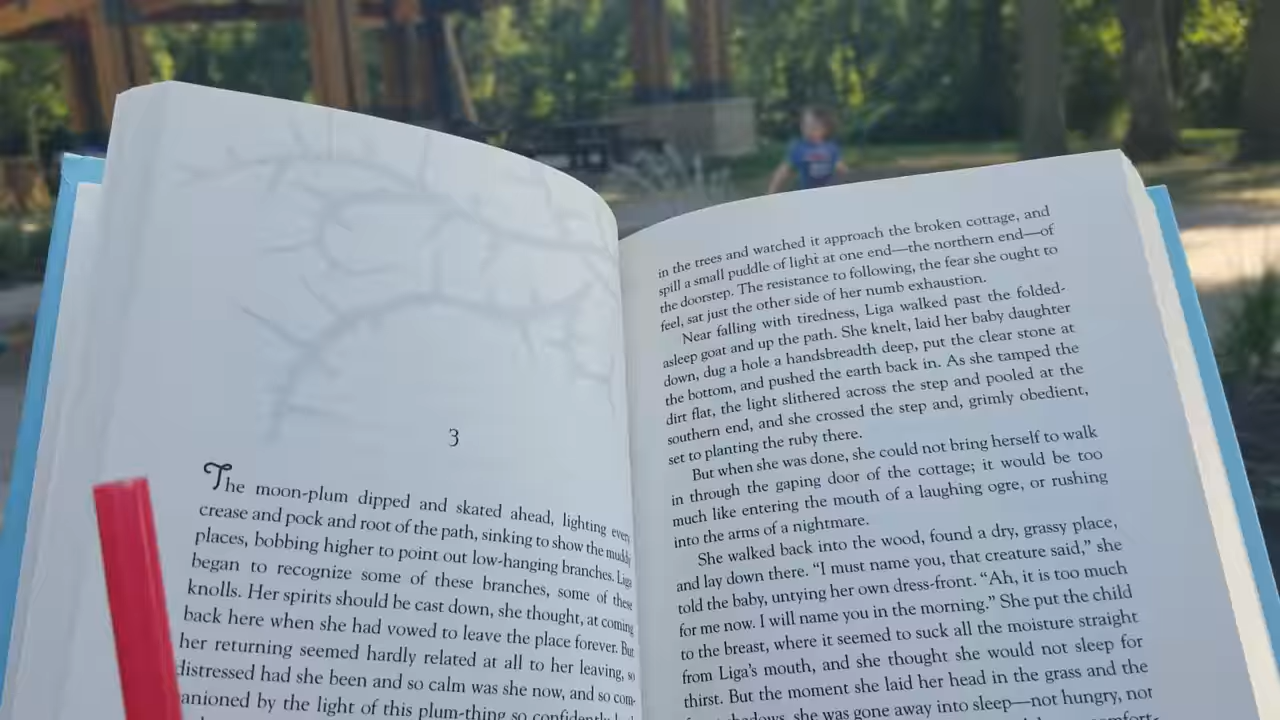 3
The moon-plum dipped and skated ahead, lighting every
crease and pock and root of the path, sinking to show the muddy
places, bobbing higher to point out low-hanging branches. Liga
began to recognize some of these branches, some of these
knolls. Her spirits should be cast down, she thought, at coming
back here when she had vowed to leave the place forever. But
her returning seemed hardly related at all to her leaving, so
distressed had she been and so calm was she now, and so com-
anioned by the light of this plum-thing so confidently
in the trees and watched it approach the broken cottage, and
spill a small puddle of light at one end—the northern end—of
the doorstep. The resistance to following, the fear she ought to
feel, sat just the other side of her numb exhaustion.
Near falling with tiredness, Liga walked past the folded-
asleep goat and up the path. She knelt, laid her baby daughter
down, dug a hole a handsbreadth deep, put the clear stone at
the bottom, and pushed the earth back in. As she tamped the
dirt flat, the light slithered across the step and pooled at the
southern end, and she crossed the step and, grimly obedient,
set to planting the ruby there.
But when she was done, she could not bring herself to walk
in through the gaping door of the cottage; it would be too
much like entering the mouth of a laughing ogre, or rushing
into the arms of a nightmare.
She walked back into the wood, found a dry, grassy place,
and lay down there. “I must name you, that creature said,” she
told the baby, untying her own dress-front. “Ah, it is too much
for me now. I will name you in the morning.” She put the child
to the breast, where it seemed to suck all the moisture straight
from Liga’s mouth, and she thought she would not sleep for
thirst. But the moment she laid her head in the grass and the
she was gone away into sleep—not hungry, not